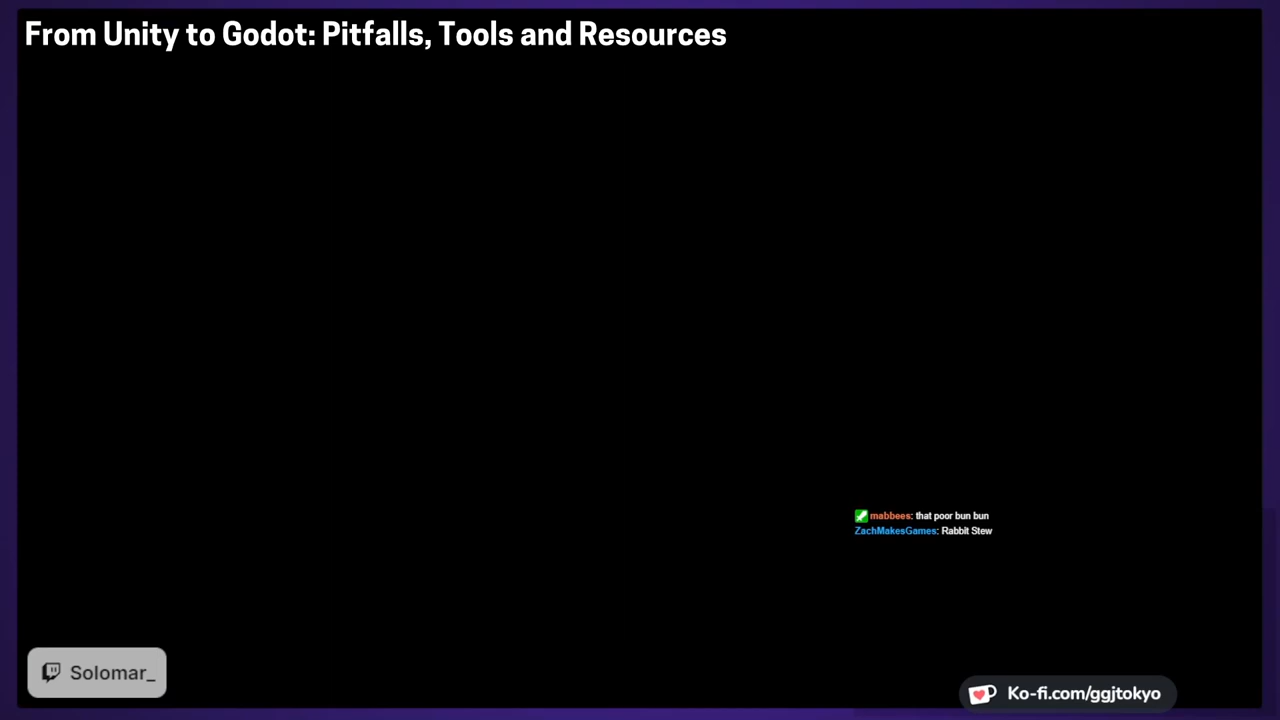 From Unity to Godot: Pitfalls, Tools and Resources
mabbees: that poor bun bun
ZachMakesGames: Rabbit Stew
Solomar_
Ko-fi.com/ggjtokyo